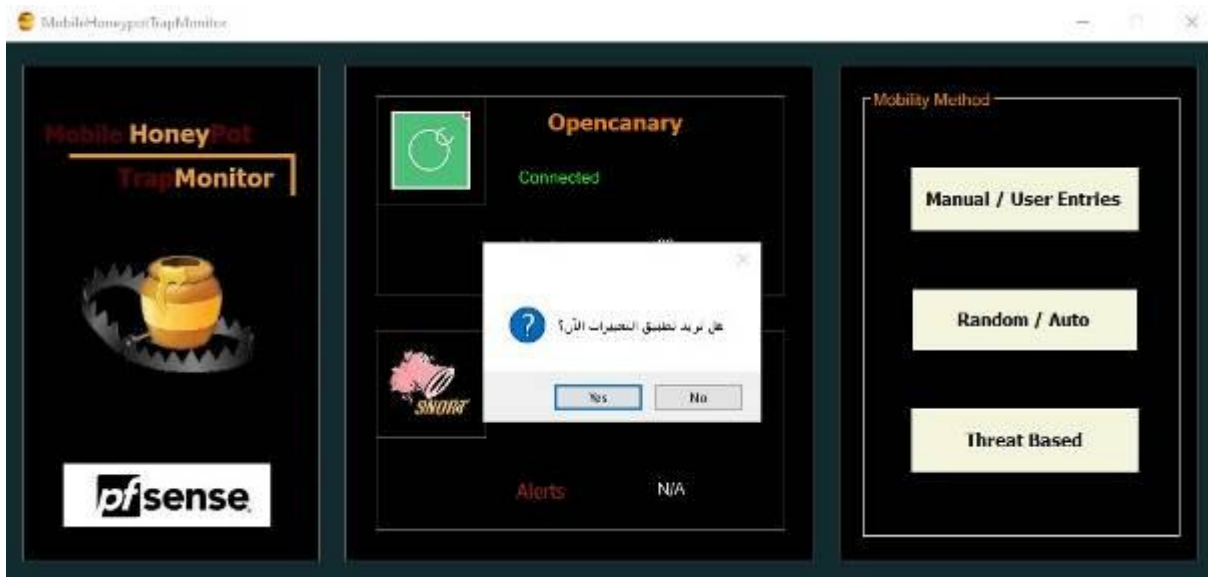 MobileHoneypotTrapMonitor
Mobile HoneyPot
TrapMonitor
pfsense
Opencanary
Connected
SNORT
Alerts N/A
هل تريد تطبيق التغييرات الآن؟
Yes No
Mobility Method
Manual / User Entries
Random / Auto
Threat Based